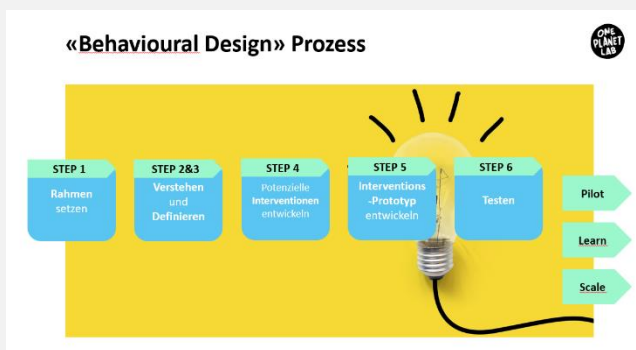 «Behavioural Design» Prozess
ONE
PLANET
LAB
STEP 1
Rahmen
setzen
STEP 2&3
Verstehen
und
Definieren
STEP 4
Potenzielle
Interventionen
entwickeln
STEP 5
Interventions
-Prototyp
entwickeln
STEP 6
Testen
Pilot
Learn
Scale